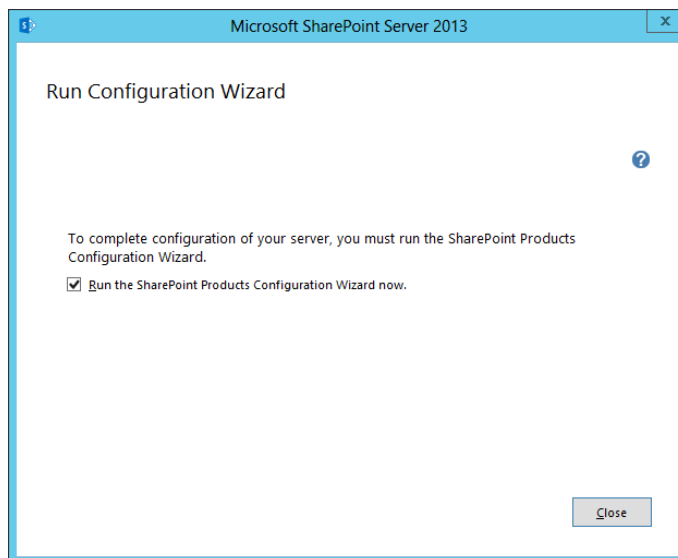 Microsoft SharePoint Server 2013
x
Run Configuration Wizard
?
To complete configuration of your server, you must run the SharePoint Products
Configuration Wizard.
Run the SharePoint Products Configuration Wizard now.
Close